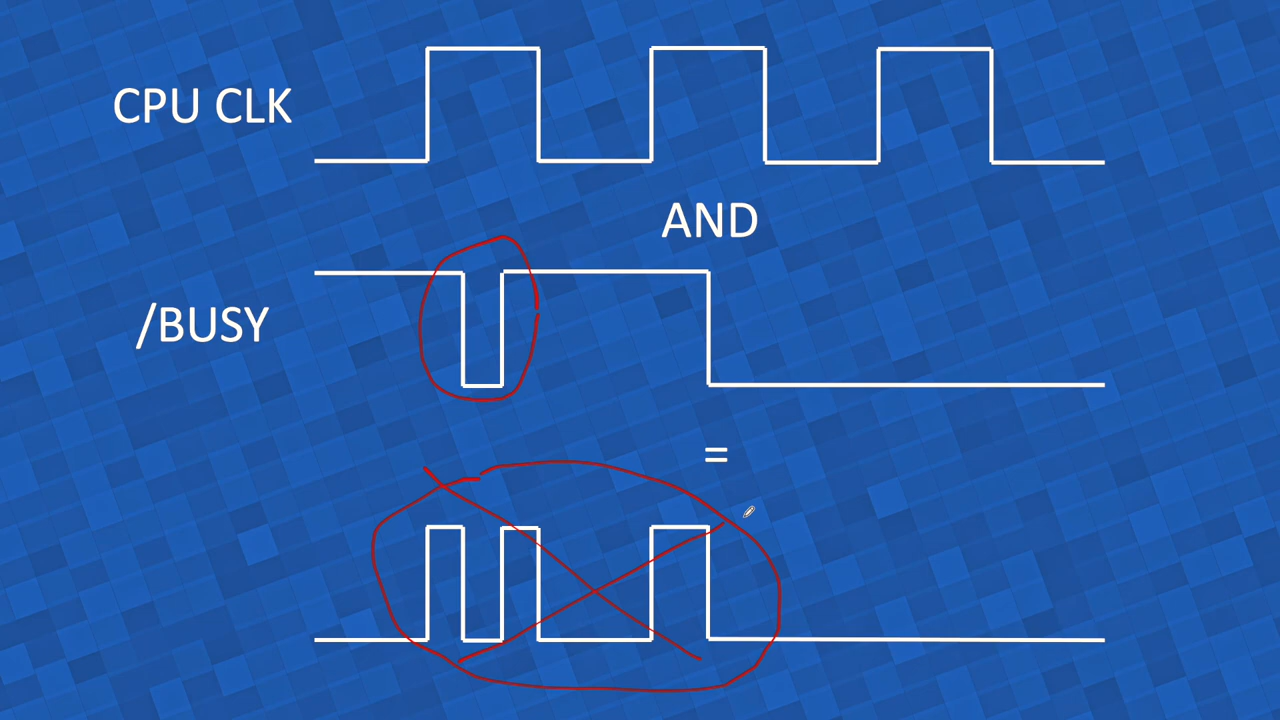 CPU CLK
AND
/BUSY
=